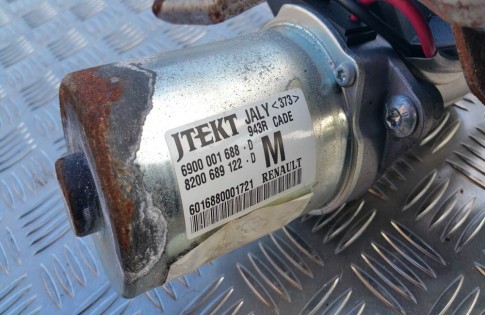 JTEKT JALY <373>
943R CADE
6900 001 688 - D
8200 689 122 - D M
RENAULT
6016880001721